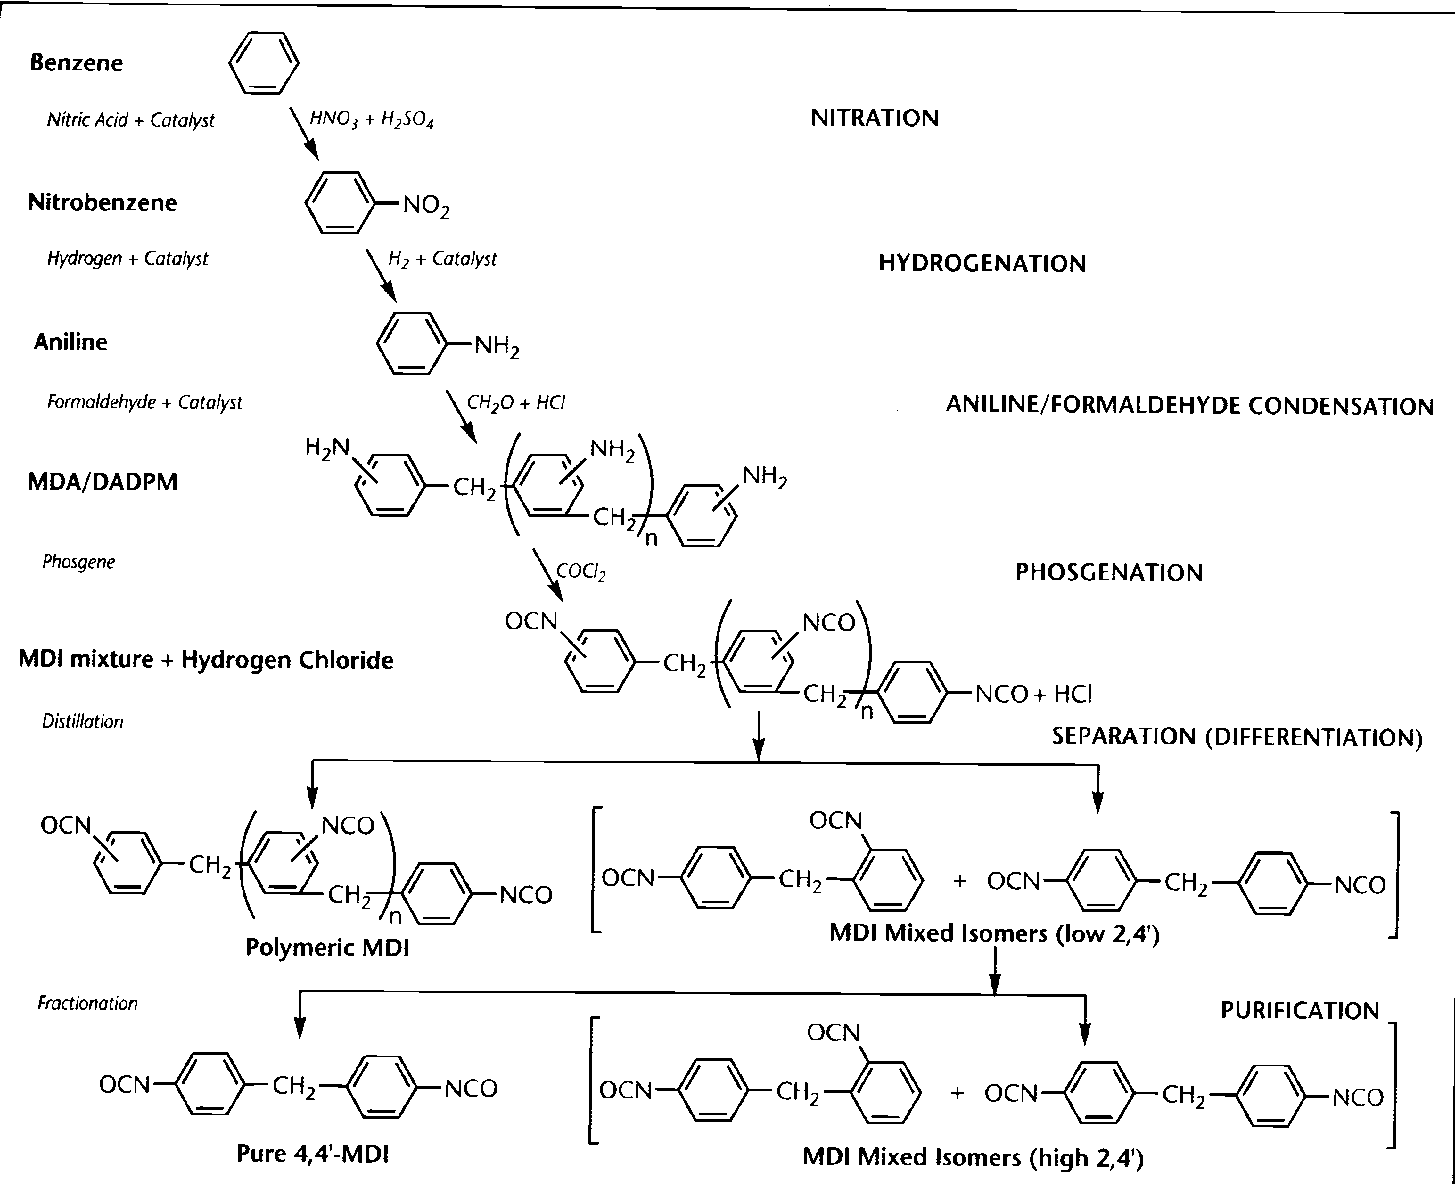 Benzene
Nitric Acid + Catalyst
HNO3 + H2SO4
NITRATION
Nitrobenzene
NO2
Hydrogen + Catalyst
H2 + Catalyst
HYDROGENATION
Aniline
NH2
Formaldehyde + Catalyst
CH2O + HCl
ANILINE/FORMALDEHYDE CONDENSATION
H2N
NH2
NH2
MDA/DADPM
CH2
CH2
n
Phosgene
COCl2
PHOSGENATION
OCN
NCO
MDI mixture + Hydrogen Chloride
CH2
CH2
n
NCO + HCl
Distillation
SEPARATION (DIFFERENTIATION)
OCN
NCO
CH2
CH2
n
NCO
OCN
OCN
CH2
+
OCN
CH2
NCO
Polymeric MDI
MDI Mixed Isomers (low 2,4')
Fractionation
PURIFICATION
OCN
CH2
NCO
OCN
OCN
CH2
+
OCN
CH2
NCO
Pure 4,4'-MDI
MDI Mixed Isomers (high 2,4')